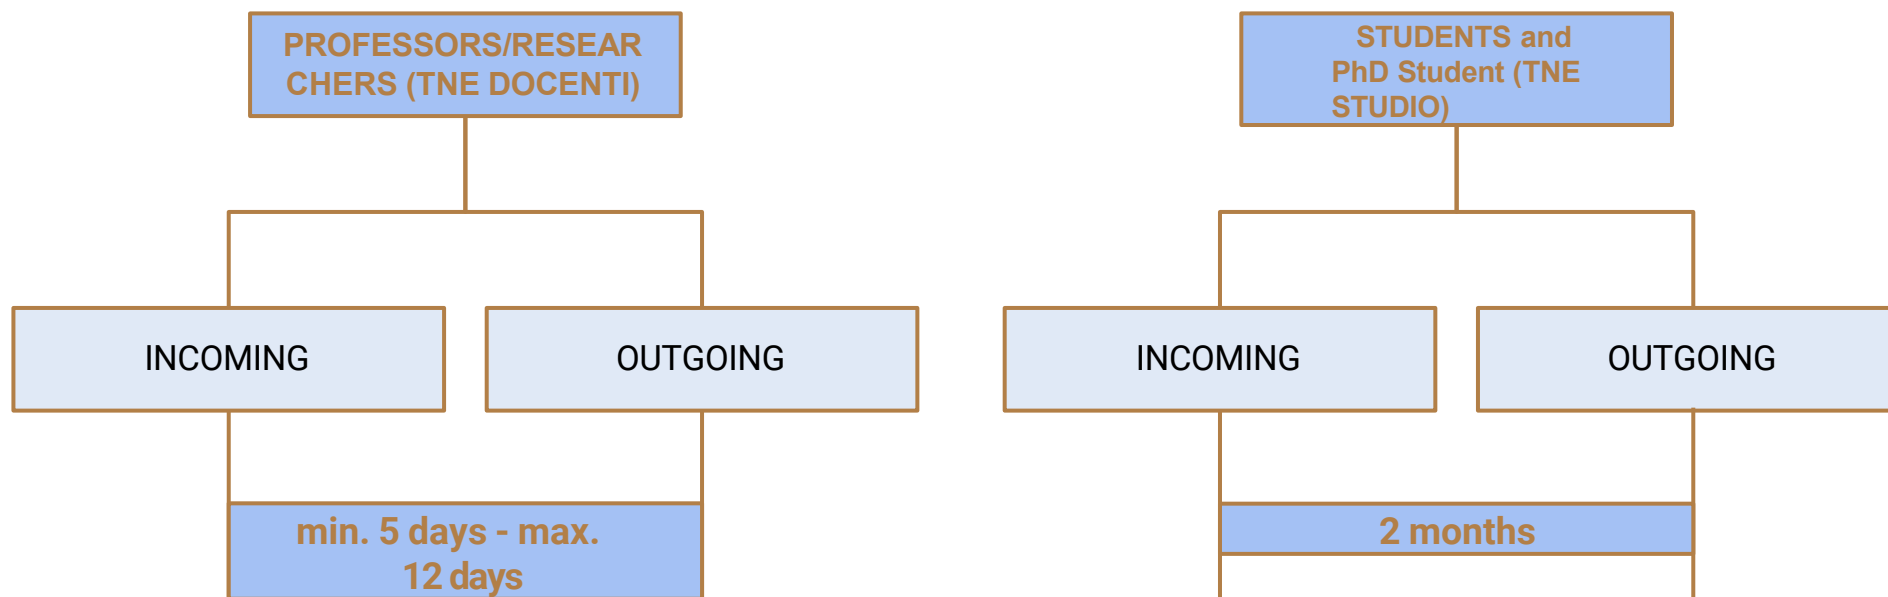 PROFESSORS/RESEAR
CHERS (TNE DOCENTI)
INCOMING
OUTGOING
min. 5 days - max.
12 days
STUDENTS and
PhD Student (TNE
STUDIO)
INCOMING
OUTGOING
2 months